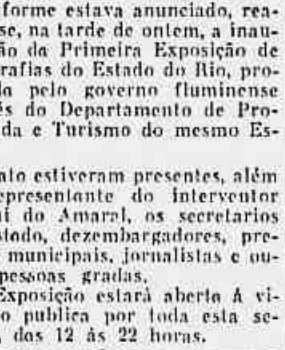 forme estava anunciado, rea-
se, na tarde de ontem, a inau-
ão da Primeira Exposição de
rafias do Estado do Rio, pro-
da pelo governo fluminense
és do Departamento de Pro-
da e Turismo do mesmo Es-
ato estiveram presentes, além
epresentante do interventor
ni do Amaral, os secretarios
stado, dezembargadores, pre-
municipais, jornalistas e ou-
pessoas gradas.
Exposição estará aberta á vi-
o publica por toda esta se-
, das 12 ás 22 horas.